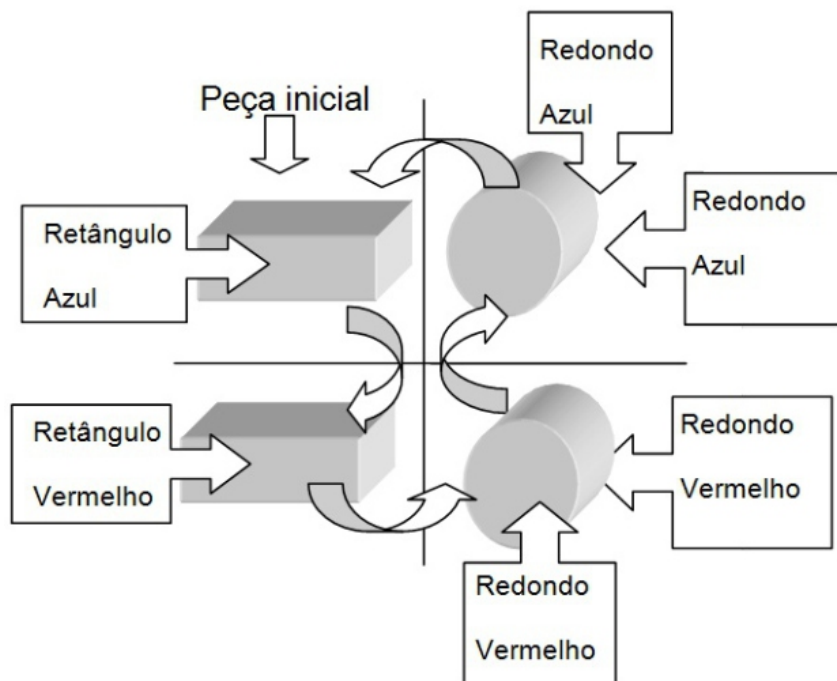 Redondo
Azul
Peça inicial
Retângulo
Azul
Redondo
Azul
Retângulo
Vermelho
Redondo
Vermelho
Redondo
Vermelho